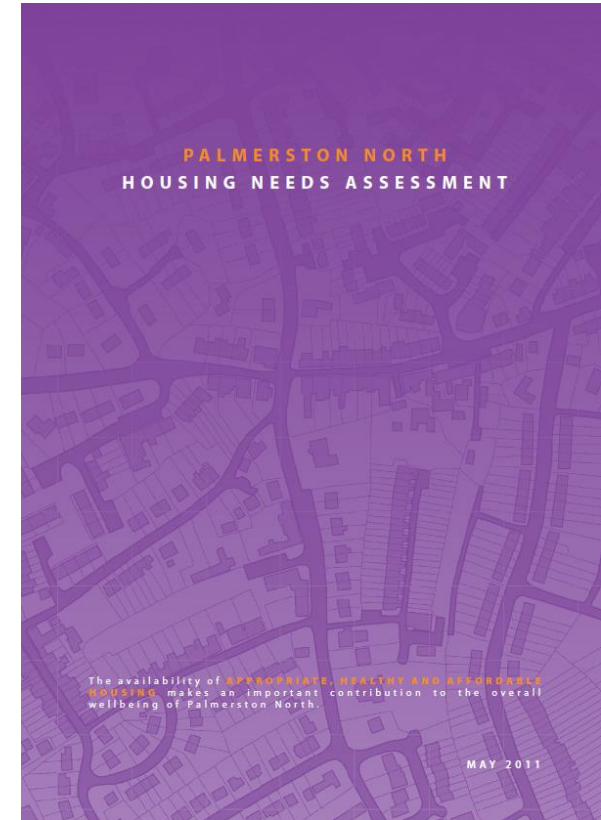 PALMERSTON NORTH
HOUSING NEEDS ASSESSMENT
The availability of APPROPRIATE, HEALTHY AND AFFORDABLE
HOUSING makes an important contribution to the overall
wellbeing of Palmerston North.
MAY 2011